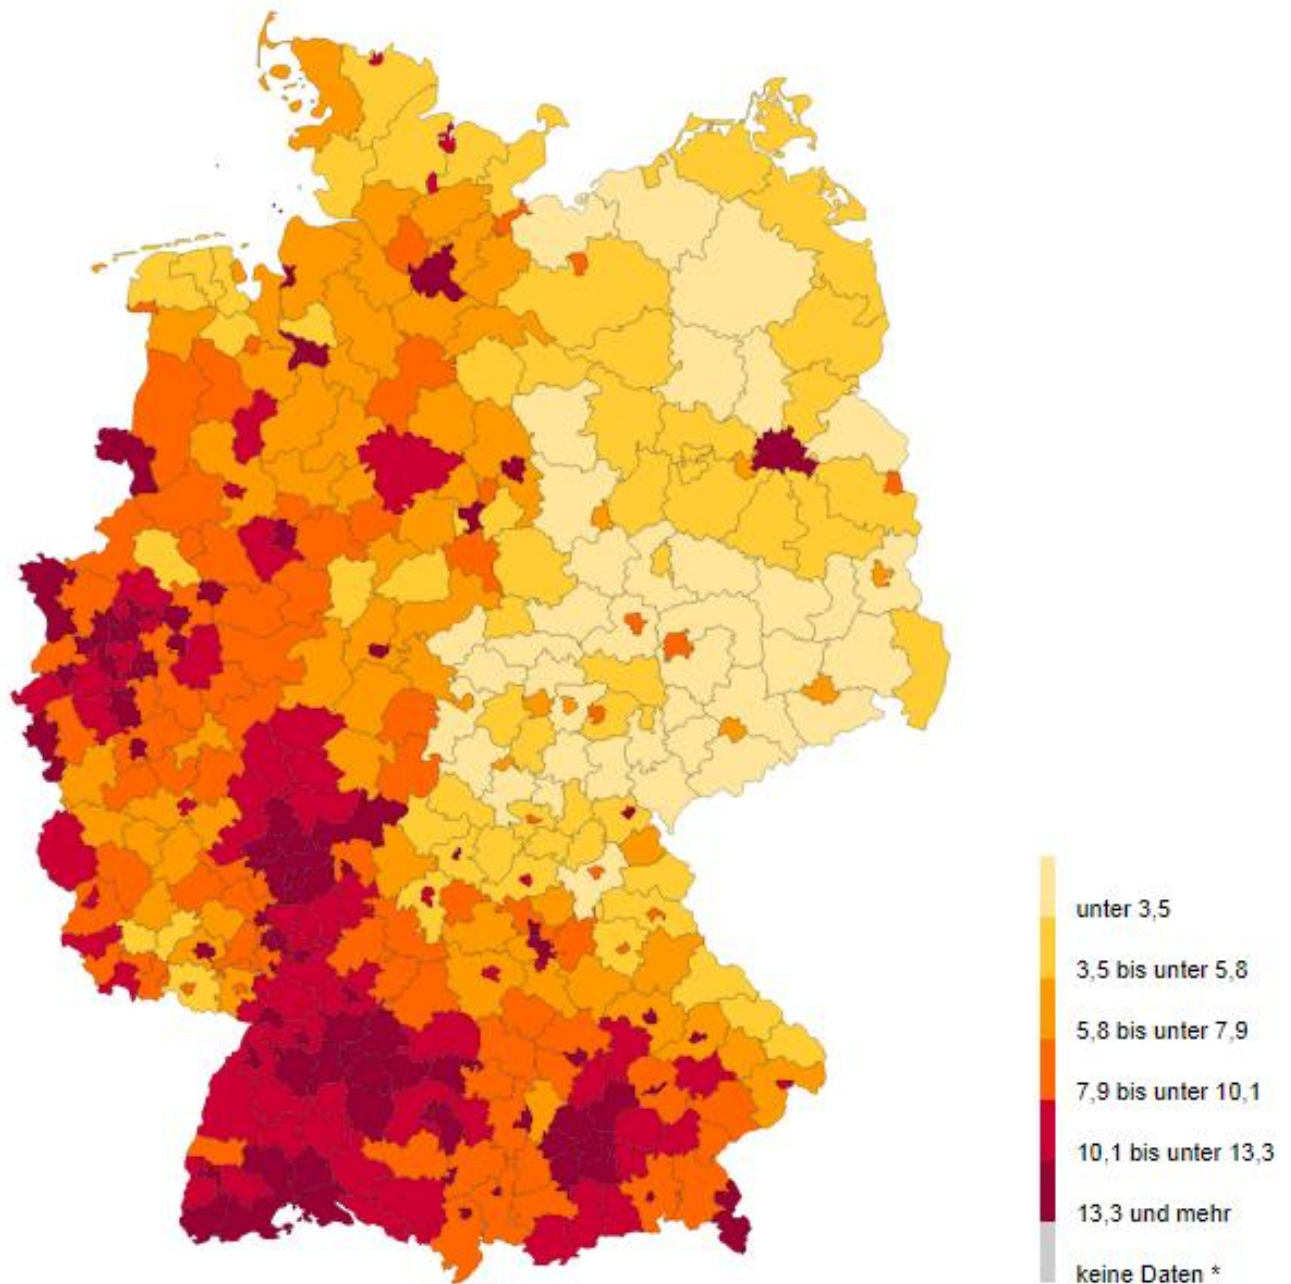 unter 3,5
3,5 bis unter 5,8
5,8 bis unter 7,9
7,9 bis unter 10,1
10,1 bis unter 13,3
13,3 und mehr
keine Daten *